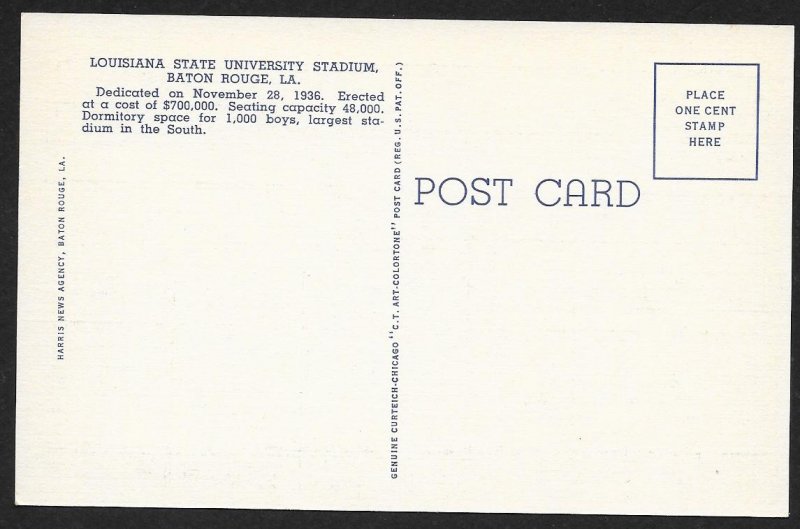 LOUISIANA STATE UNIVERSITY STADIUM,
BATON ROUGE, LA.
Dedicated on November 28, 1936. Erected
at a cost of $700,000. Seating capacity 48,000.
Dormitory space for 1,000 boys, largest sta-
dium in the South.
HARRIS NEWS AGENCY, BATON ROUGE, LA.
GENUINE CURTEICH-CHICAGO "C.T. ART-COLORTONE" POST CARD (REG. U.S. PAT. OFF.)
POST CARD
PLACE
ONE CENT
STAMP
HERE